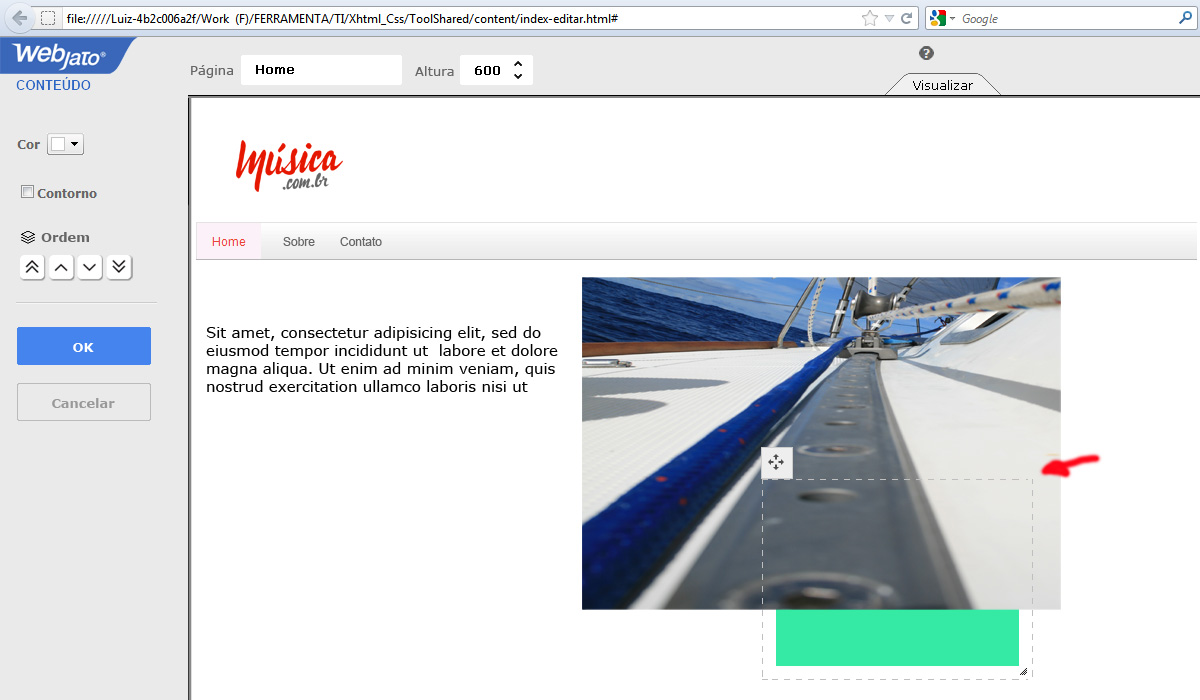 file://///Luiz-4b2c006a2f/Work (F)/FERRAMENTA/TI/Xhtml_Css/ToolShared/content/index-editar.html#
Google
Webjato®
CONTEÚDO
Página Home Altura 600
?
Visualizar
Cor
Contorno
Ordem
OK
Cancelar
Música
.com.br
Home Sobre Contato
Sit amet, consectetur adipisicing elit, sed do
eiusmod tempor incididunt ut  labore et dolore
magna aliqua. Ut enim ad minim veniam, quis
nostrud exercitation ullamco laboris nisi ut